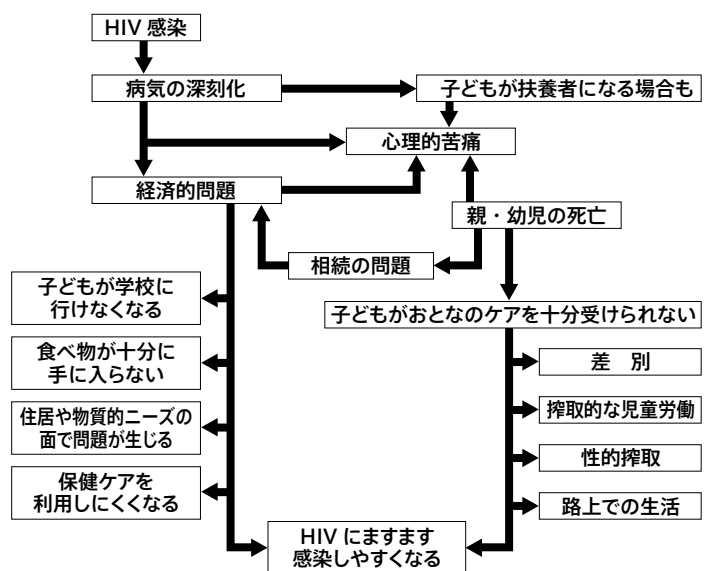 HIV 感染
病気の深刻化
子どもが扶養者になる場合も
心理的苦痛
経済的問題
親・幼児の死亡
相続の問題
子どもが学校に
行けなくなる
子どもがおとなのケアを十分受けられない
食べ物が十分に
手に入らない
差　別
住居や物質的ニーズの
面で問題が生じる
搾取的な児童労働
性的搾取
保健ケアを
利用しにくくなる
路上での生活
HIV にますます
感染しやすくなる